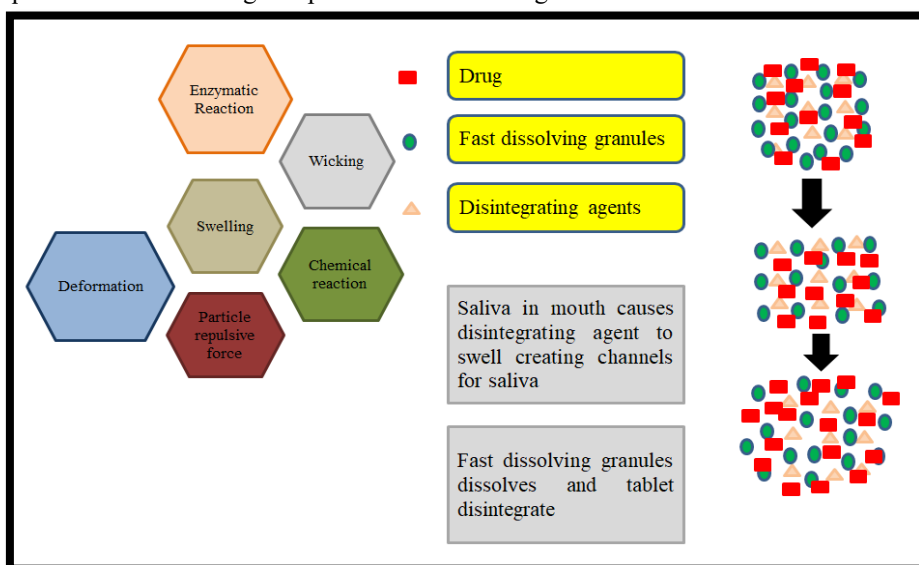 Enzymatic
Reaction
Wicking
Swelling
Deformation
Chemical
reaction
Particle
repulsive
force
Drug
Fast dissolving granules
Disintegrating agents
Saliva in mouth causes
disintegrating agent to
swell creating channels
for saliva
Fast dissolving granules
dissolves and tablet
disintegrate